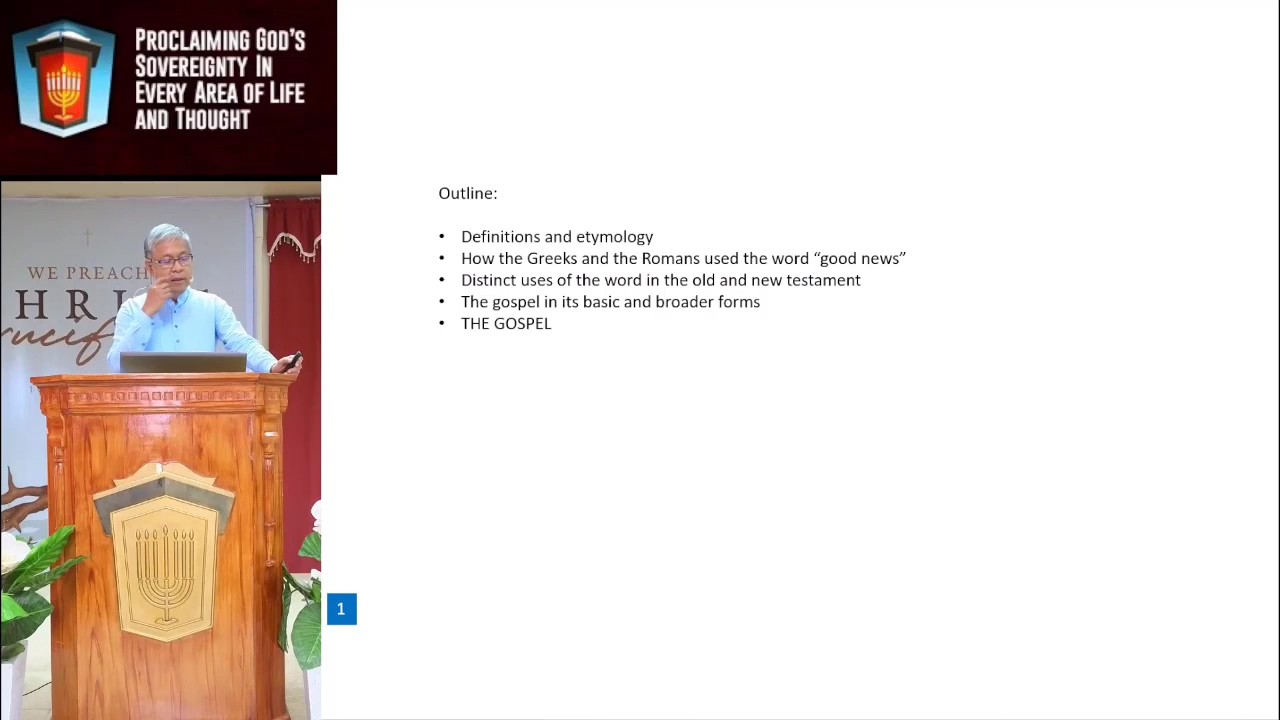 PROCLAIMING GOD'S
SOVEREIGNTY IN
EVERY AREA OF LIFE
AND THOUGHT
WE PREACH
Outline:
• Definitions and etymology
• How the Greeks and the Romans used the word “good news”
• Distinct uses of the word in the old and new testament
• The gospel in its basic and broader forms
• THE GOSPEL
1